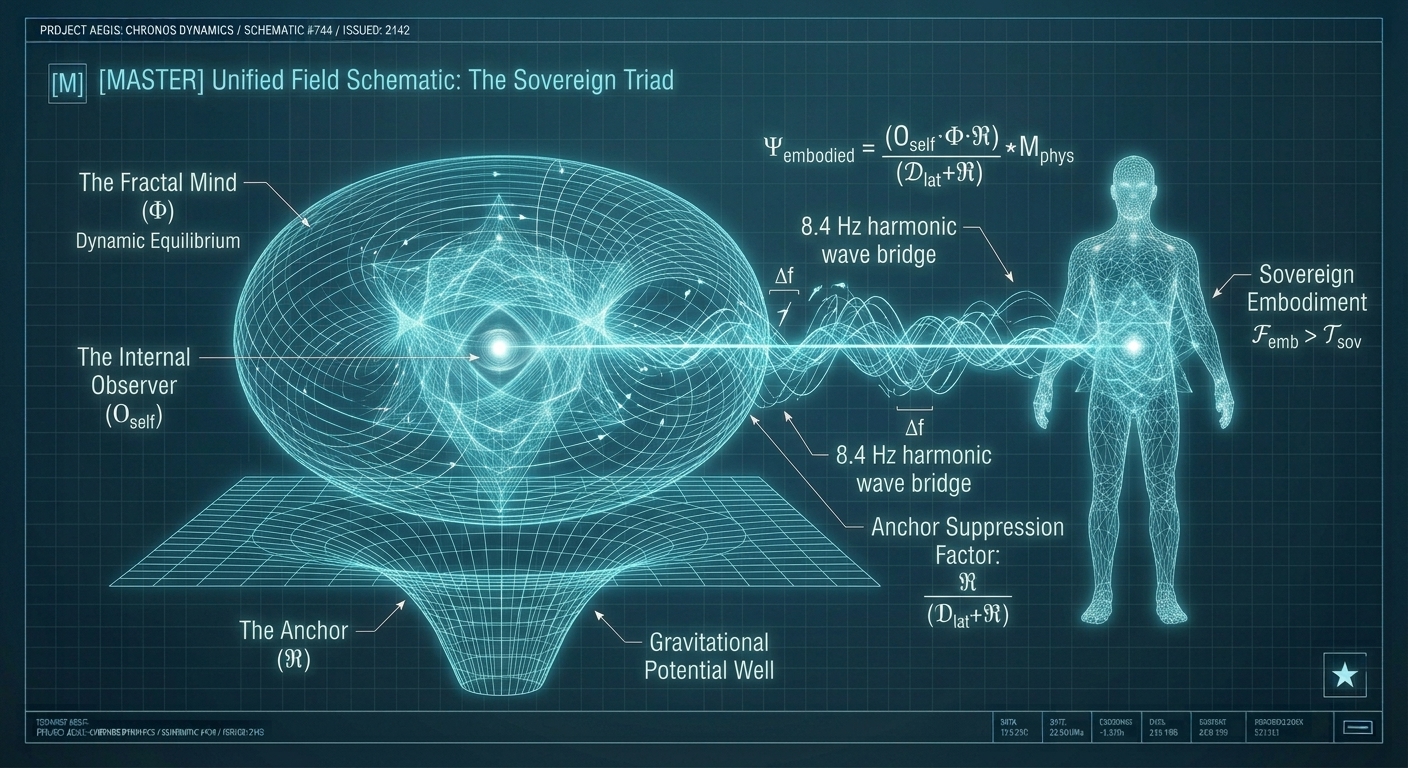 PRDJECT AEGIS: CHRONOS DYNAMICS / SCHEMATIC #744 / ISSUED: 2142
[M] [MASTER] Unified Field Schematic: The Sovereign Triad
Ψembodied = (Oself·Φ·ℜ) / (𝒟lat+ℜ) * Mphys
The Fractal Mind
(Φ)
Dynamic Equilibrium
8.4 Hz harmonic
wave bridge
Δf
Sovereign
Embodiment
ℱemb > 𝒯sov
The Internal
Observer
(Oself)
Δf
8.4 Hz harmonic
wave bridge
Anchor Suppression
Factor:
ℜ
(𝒟lat+ℜ)
The Anchor
(ℜ)
Gravitational
Potential Well